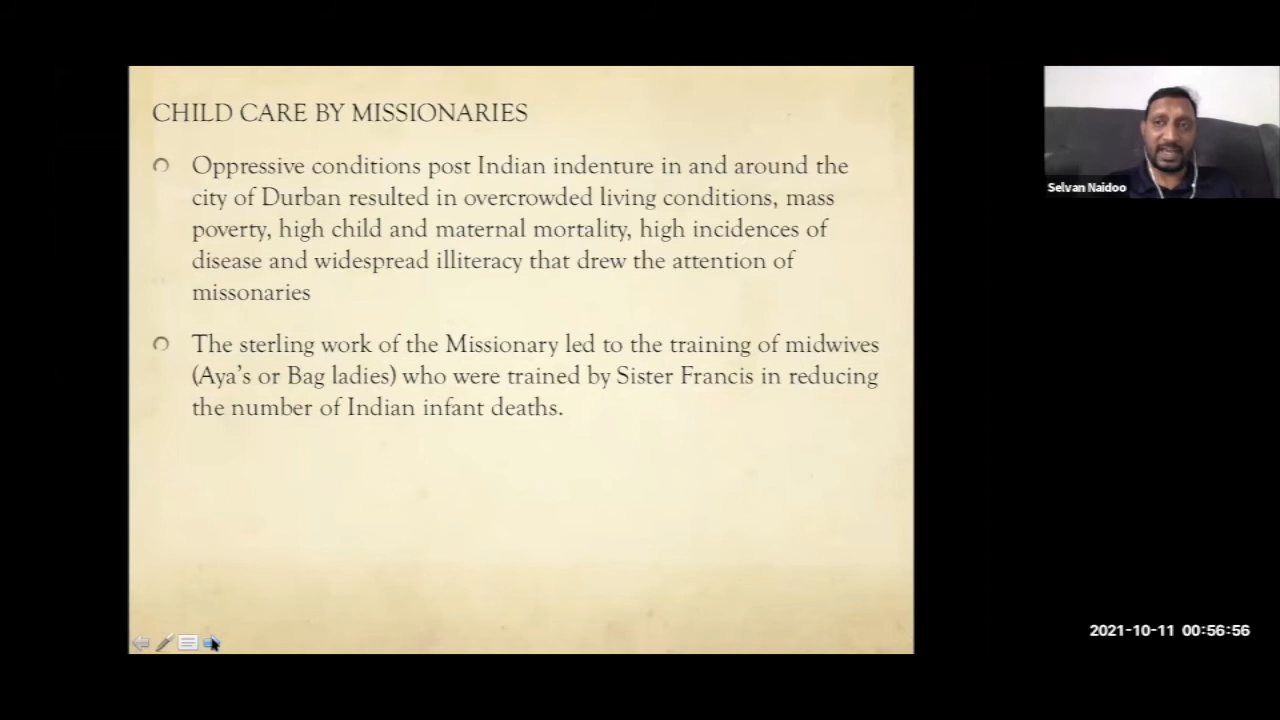 CHILD CARE BY MISSIONARIES
Oppressive conditions post Indian indenture in and around the
city of Durban resulted in overcrowded living conditions, mass
poverty, high child and maternal mortality, high incidences of
disease and widespread illiteracy that drew the attention of
missonaries
The sterling work of the Missionary led to the training of midwives
(Aya's or Bag ladies) who were trained by Sister Francis in reducing
the number of Indian infant deaths.
Selvan Naidoo
2021-10-11 00:56:56